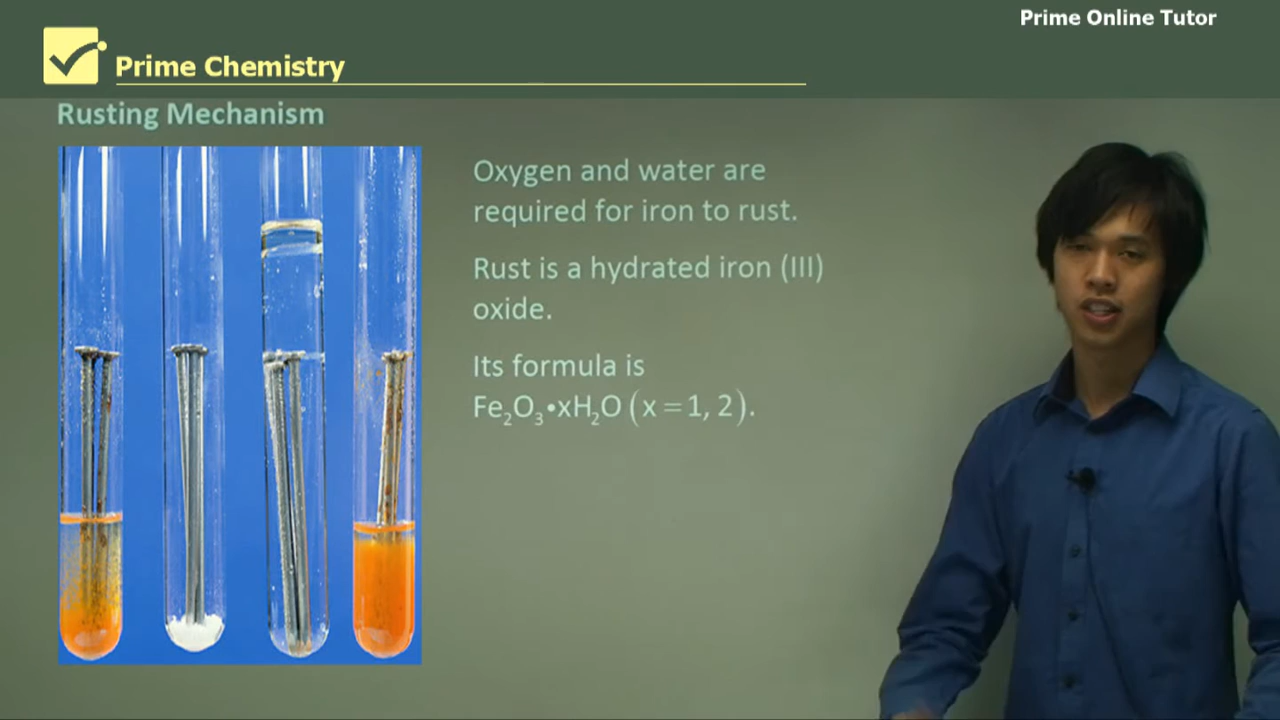 Prime Online Tutor
Prime Chemistry
Rusting Mechanism
Oxygen and water are
required for iron to rust.
Rust is a hydrated iron (III)
oxide.
Its formula is
Fe₂O₃•xH₂O (x = 1, 2).